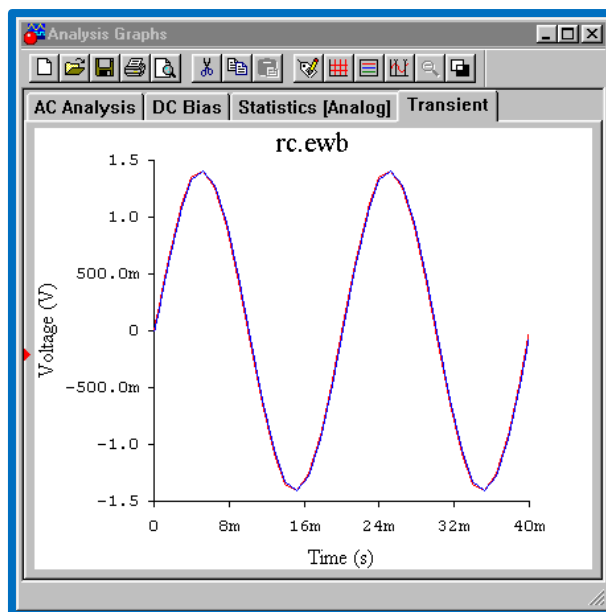 Analysis Graphs
AC Analysis DC Bias Statistics [Analog] Transient
rc.ewb
1.5
1.0
500.0m
0
-500.0m
-1.0
-1.5
Voltage (V)
0 8m 16m 24m 32m 40m
Time (s)